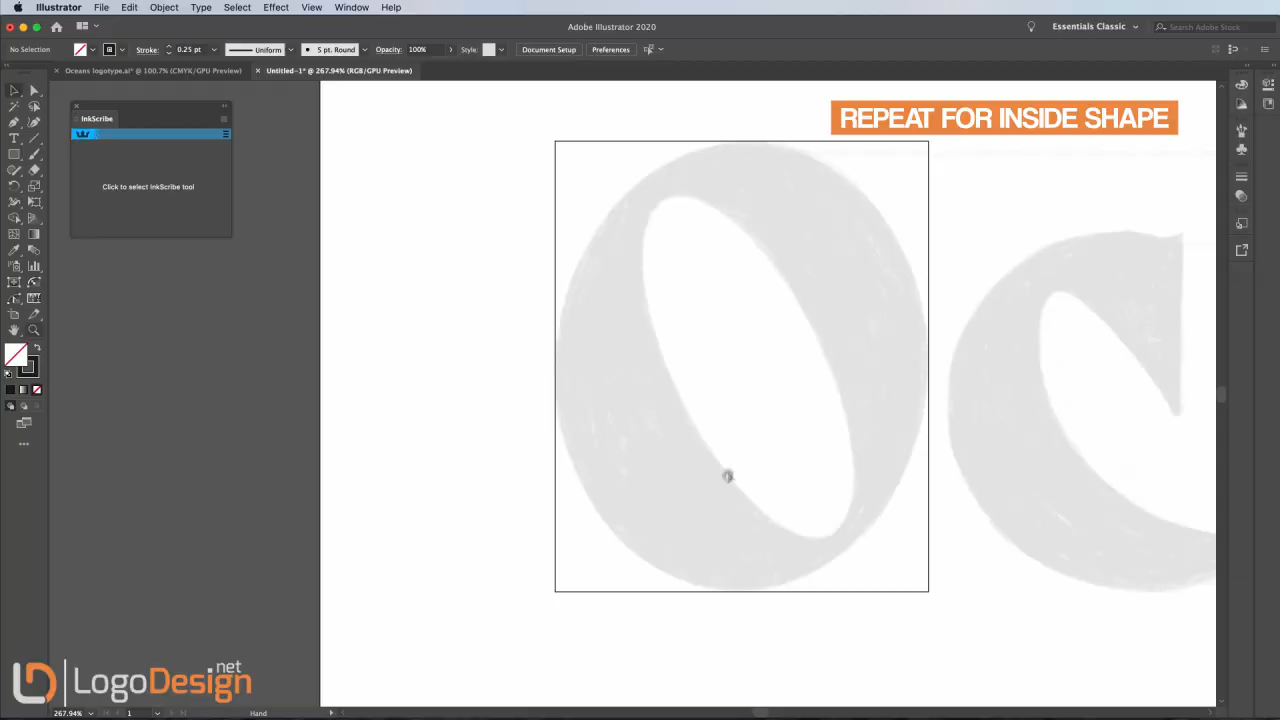 Illustrator File Edit Object Type Select Effect View Window Help
Adobe Illustrator 2020
Essentials Classic
Search Adobe Stock
No Selection Stroke: 0.25 pt Uniform 5 pt. Round Opacity: 100% Style: Document Setup Preferences
× Oceans logotype.ai* @ 100.7% (CMYK/GPU Preview) × Untitled-1* @ 267.94% (RGB/GPU Preview)
InkScribe
Click to select InkScribe tool
REPEAT FOR INSIDE SHAPE
Oc
LogoDesign.net
267.94% 1 Hand